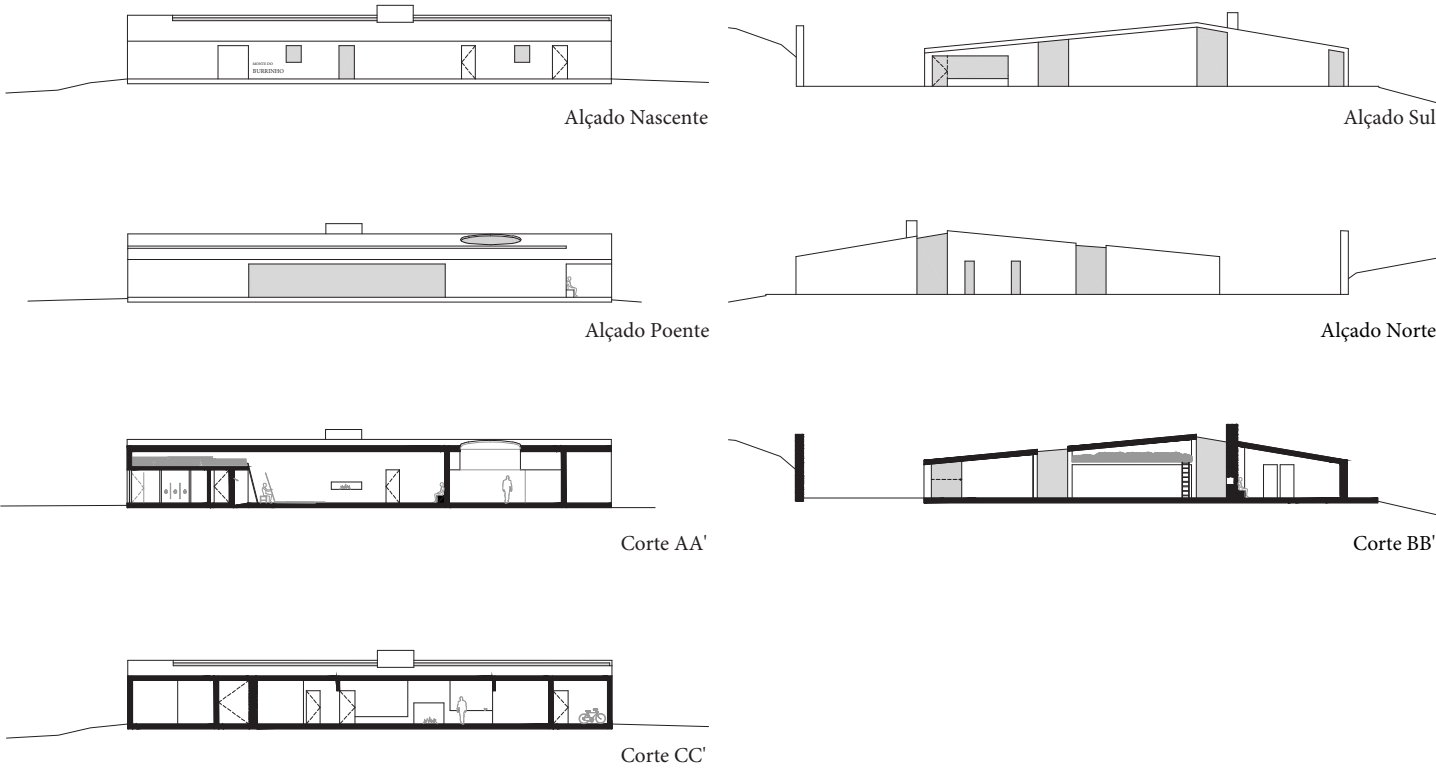 MONTE DO
BURRINHO
Alçado Nascente
Alçado Sul
Alçado Poente
Alçado Norte
Corte AA'
Corte BB'
Corte CC'